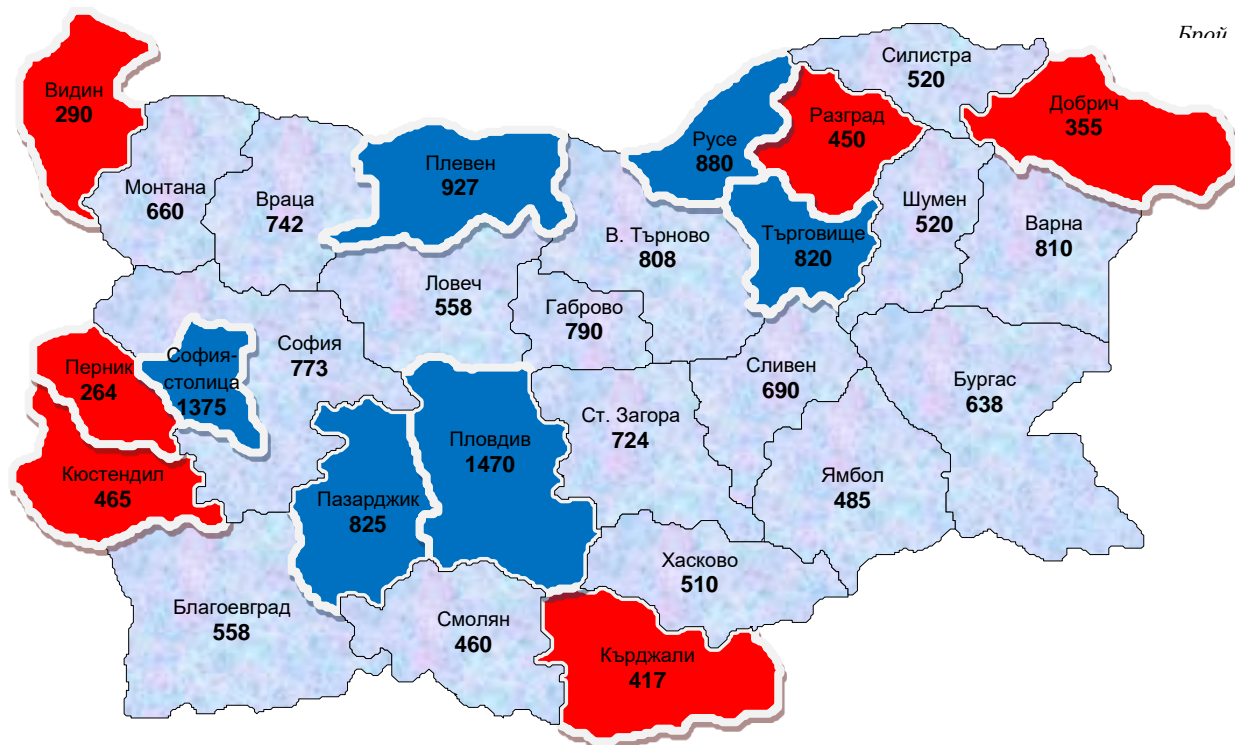 Брой
Силистра
520
Видин
290
Добрич
355
Разград
450
Русе
880
Плевен
927
Монтана
660
Враца
742
Шумен
520
Варна
810
В. Търново
808
Търговище
820
Ловеч
558
Габрово
790
София
773
София-
столица
1375
Перник
264
Сливен
690
Бургас
638
Ст. Загора
724
Пловдив
1470
Кюстендил
465
Пазарджик
825
Ямбол
485
Хасково
510
Благоевград
558
Смолян
460
Кърджали
417